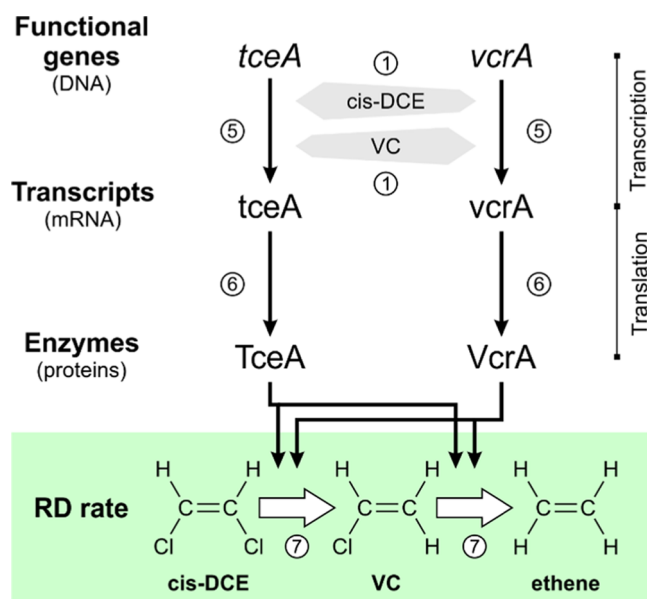 Functional
genes
(DNA)
tceA
vcrA
①
cis-DCE
⑤
⑤
VC
①
Transcription
Transcripts
(mRNA)
tceA
vcrA
⑥
⑥
Translation
Enzymes
(proteins)
TceA
VcrA
RD rate
H H
C=C
Cl Cl
⑦
cis-DCE
H H
C=C
Cl H
⑦
VC
H H
C=C
H H
ethene